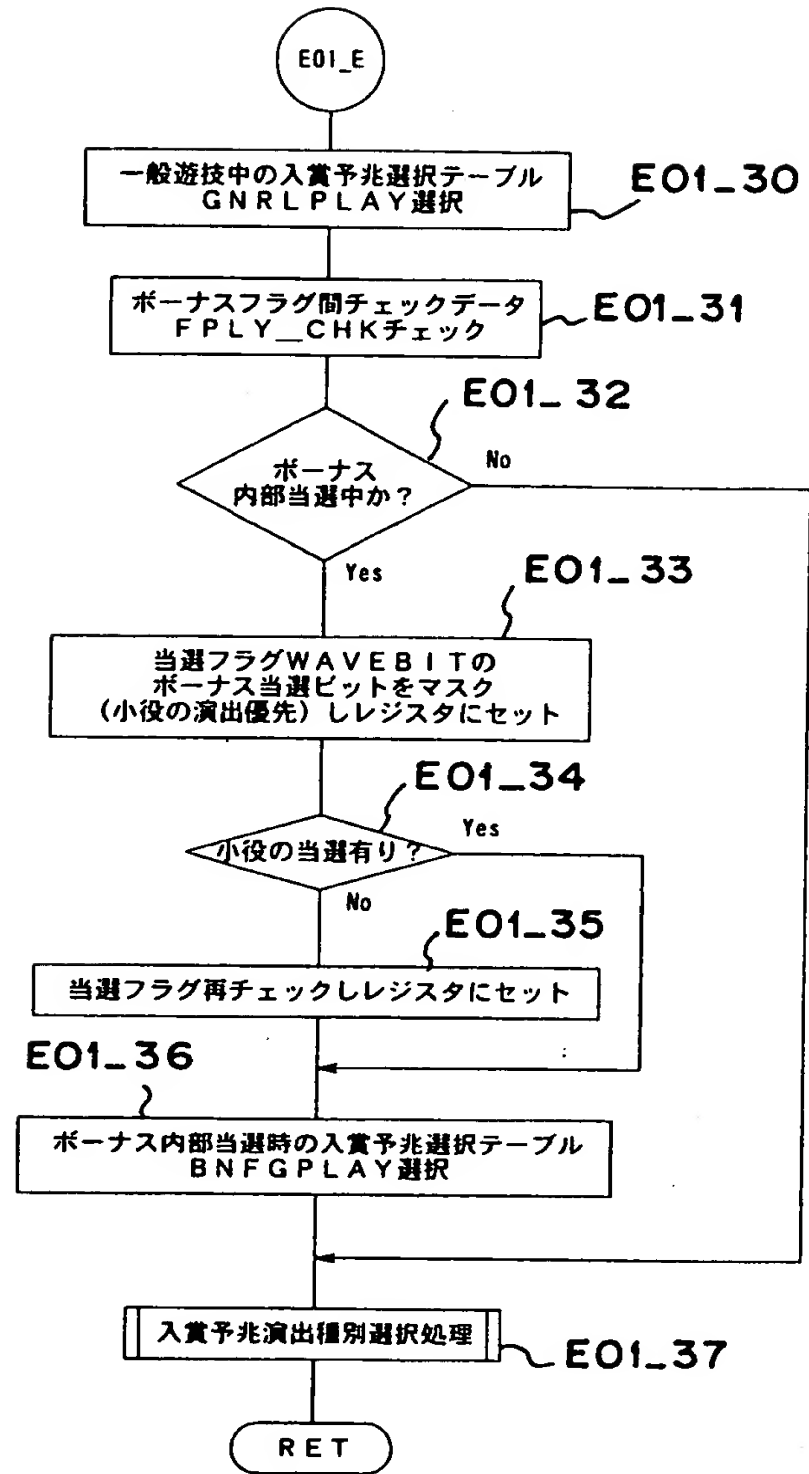 E01_E
一般遊技中の入賞予兆選択テーブル
GNRLPLAY選択
E01_30
ボーナスフラグ間チェックデータ
FPLY__CHKチェック
E01_31
E01_32
ボーナス
内部当選中か?
No
Yes
E01_33
当選フラグWAVEBITの
ボーナス当選ビットをマスク
(小役の演出優先)しレジスタにセット
E01_34
小役の当選有り?
Yes
No
E01_35
当選フラグ再チェックしレジスタにセット
E01_36
ボーナス内部当選時の入賞予兆選択テーブル
BNFGPLAY選択
入賞予兆演出種別選択処理
E01_37
RET